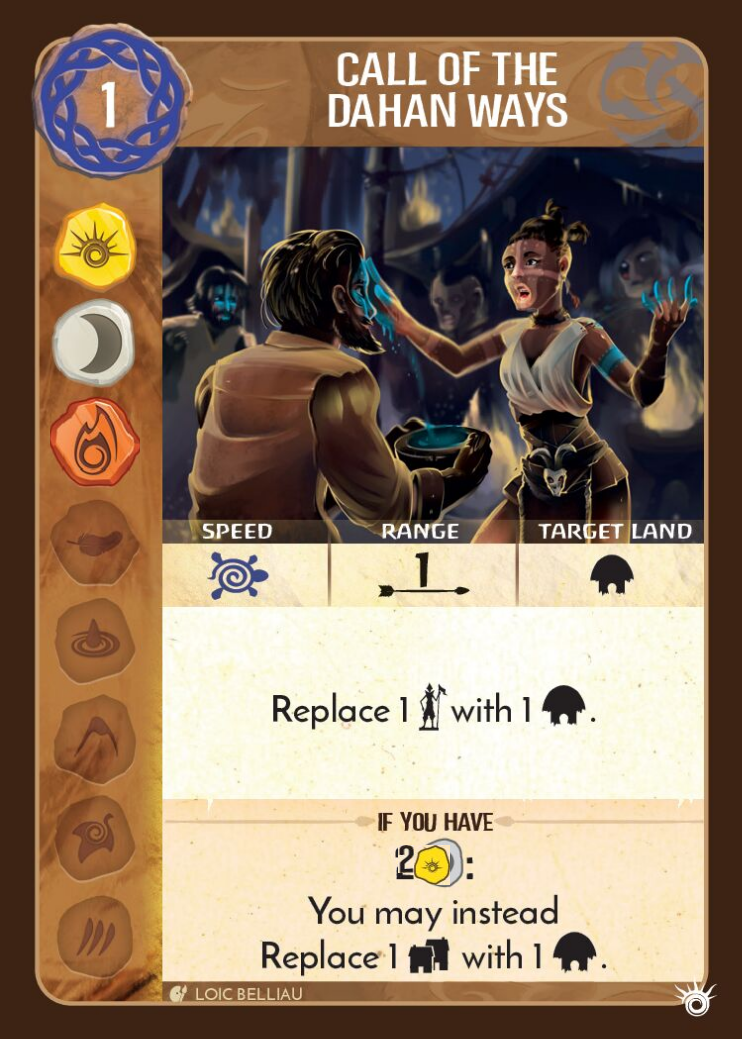 1
CALL OF THE
DAHAN WAYS
SPEED RANGE TARGET LAND
1
Replace 1 with 1 .
IF YOU HAVE
2 :
You may instead
Replace 1 with 1 .
LOIC BELLIAU